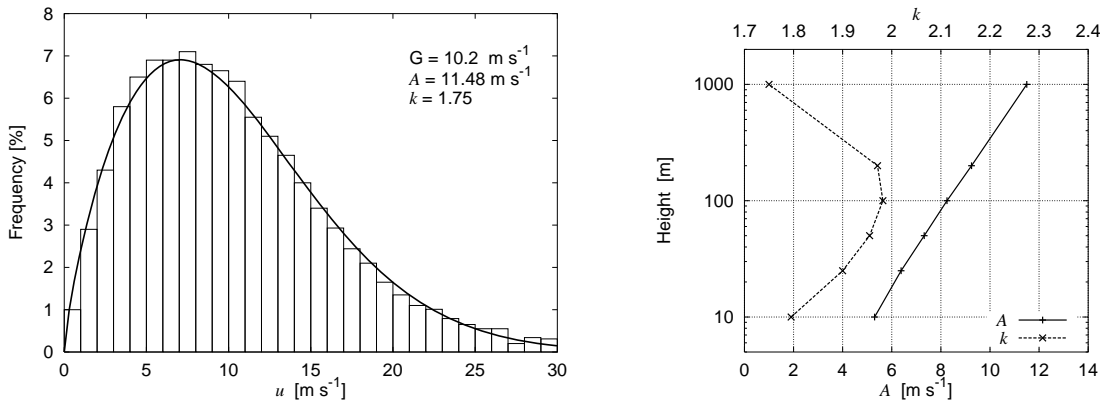 8
7
6
5
4
3
2
1
0
Frequency [%]
G = 10.2 m s-1
A = 11.48 m s-1
k = 1.75
0 5 10 15 20 25 30
u [m s-1]
k
1.7 1.8 1.9 2 2.1 2.2 2.3 2.4
1000
100
10
Height [m]
A
k
0 2 4 6 8 10 12 14
A [m s-1]